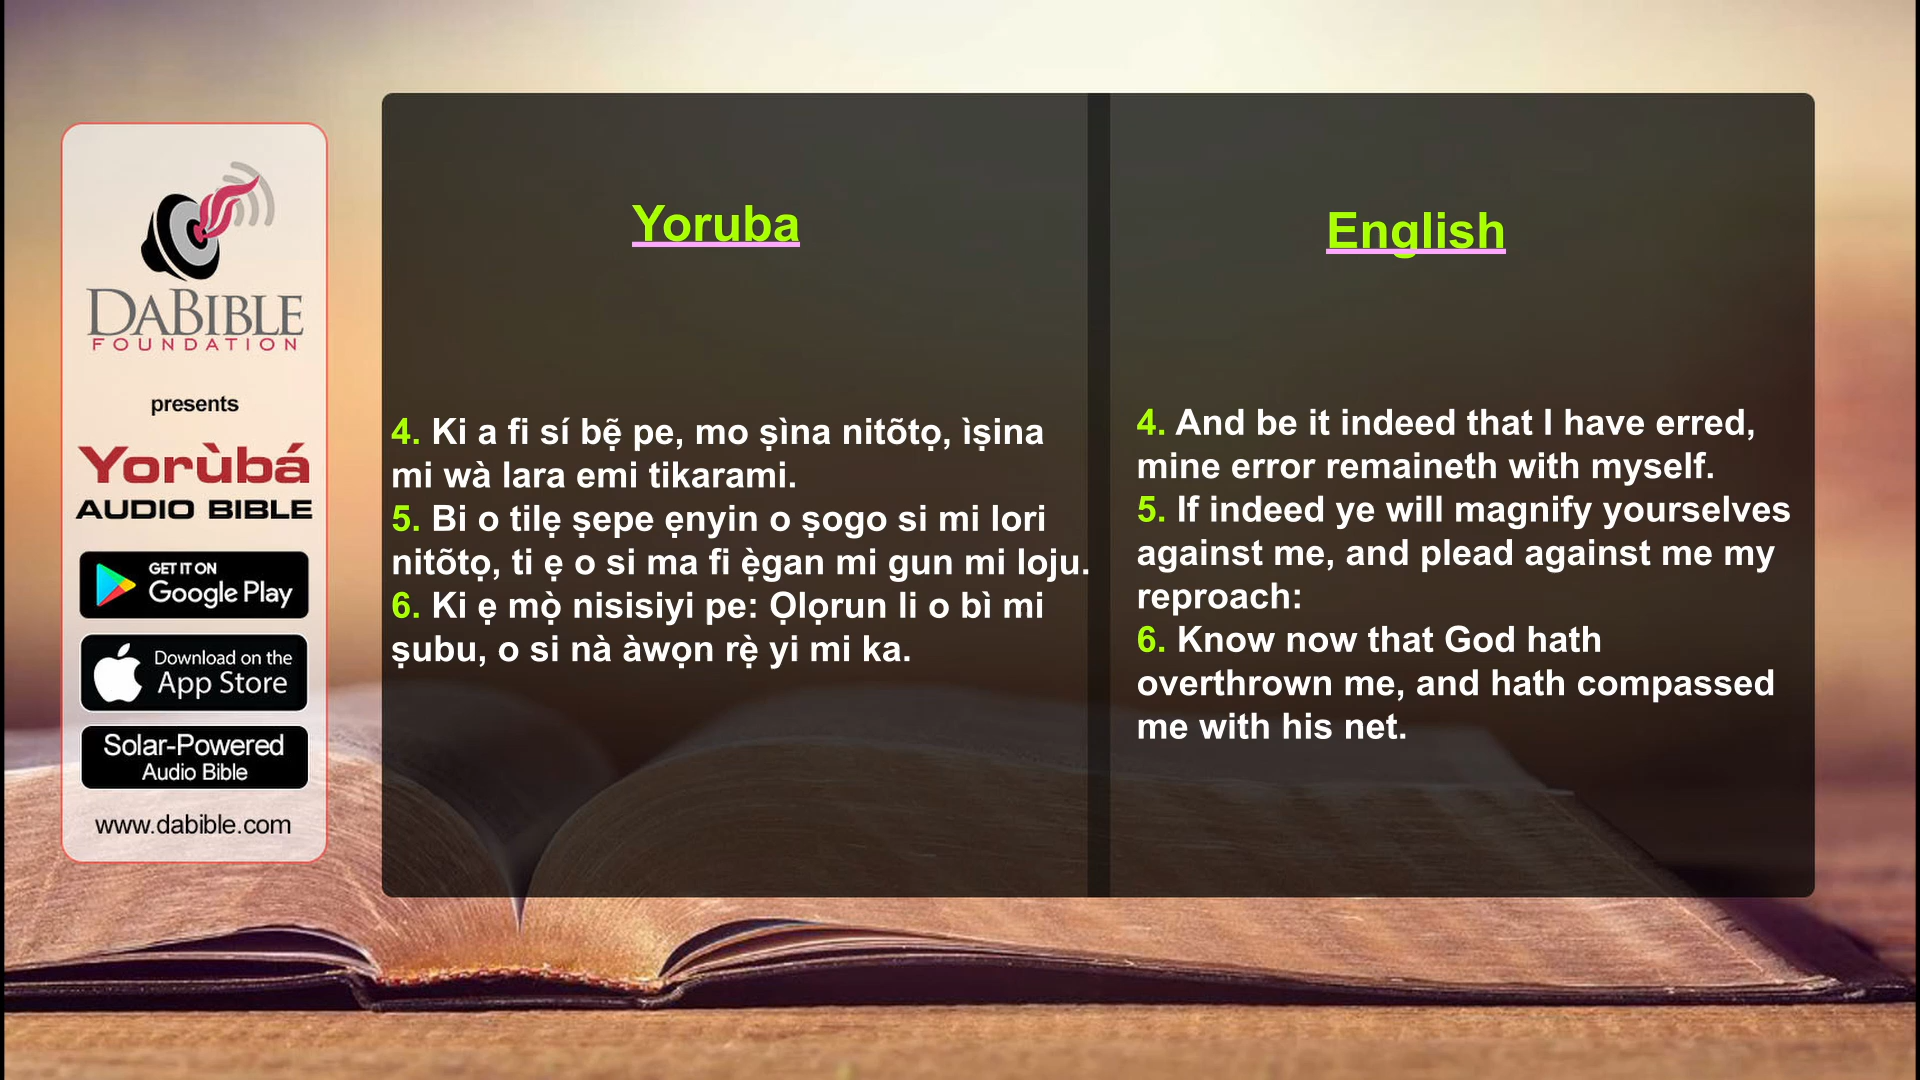 DABIBLE
FOUNDATION
presents
Yorùbá
AUDIO BIBLE
GET IT ON
Google Play
Download on the
App Store
Solar-Powered
Audio Bible
www.dabible.com
Yoruba
4. Ki a fi sí bẹ̃ pe, mo ṣìna nitõtọ, ìṣina
mi wà lara emi tikarami.
5. Bi o tilẹ ṣepe ẹnyin o ṣogo si mi lori
nitõtọ, ti ẹ o si ma fi ẹ̀gan mi gun mi loju.
6. Ki ẹ mọ̀ nisisiyi pe: Ọlọrun li o bì mi
ṣubu, o si nà àwọn rẹ̀ yi mi ka.
English
4. And be it indeed that I have erred,
mine error remaineth with myself.
5. If indeed ye will magnify yourselves
against me, and plead against me my
reproach:
6. Know now that God hath
overthrown me, and hath compassed
me with his net.